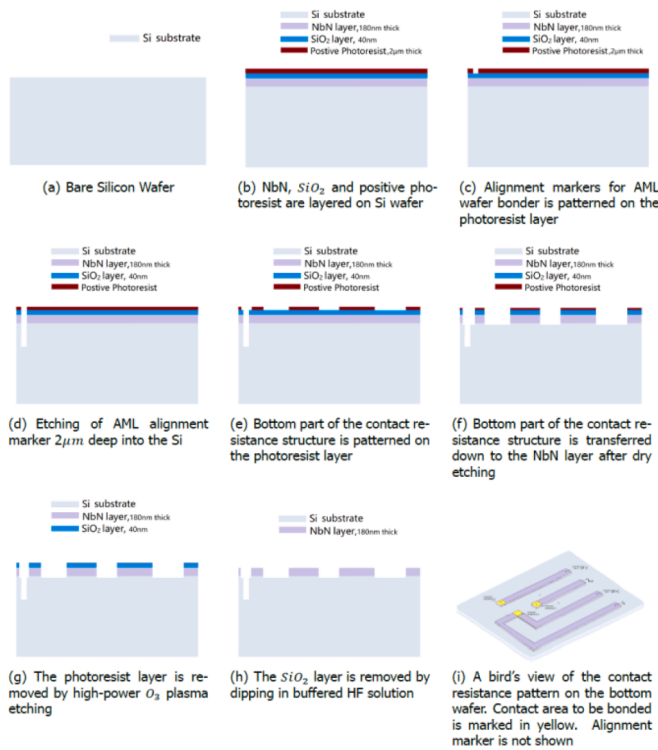 Si substrate
(a) Bare Silicon Wafer
Si substrate
NbN layer,180nm thick
SiO₂ layer, 40nm
Postive Photoresist,2μm thick
(b) NbN, SiO₂ and positive pho-
toresist are layered on Si wafer
Si substrate
NbN layer,180nm thick
SiO₂ layer, 40nm
Postive Photoresist,2μm thick
(c) Alignment markers for AML
wafer bonder is patterned on the
photoresist layer
Si substrate
NbN layer,180nm thick
SiO₂ layer, 40nm
Postive Photoresist
(d) Etching of AML alignment
marker 2μm deep into the Si
Si substrate
NbN layer,180nm thick
SiO₂ layer, 40nm
Postive Photoresist
(e) Bottom part of the contact re-
sistance structure is patterned on
the photoresist layer
Si substrate
NbN layer,180nm thick
SiO₂ layer, 40nm
Postive Photoresist
(f) Bottom part of the contact re-
sistance structure is transferred
down to the NbN layer after dry
etching
Si substrate
NbN layer,180nm thick
SiO₂ layer, 40nm
(g) The photoresist layer is re-
moved by high-power O₃ plasma
etching
Si substrate
NbN layer,180nm thick
(h) The SiO₂ layer is removed by
dipping in buffered HF solution
(i) A bird's view of the contact
resistance pattern on the bottom
wafer. Contact area to be bonded
is marked in yellow. Alignment
marker is not shown